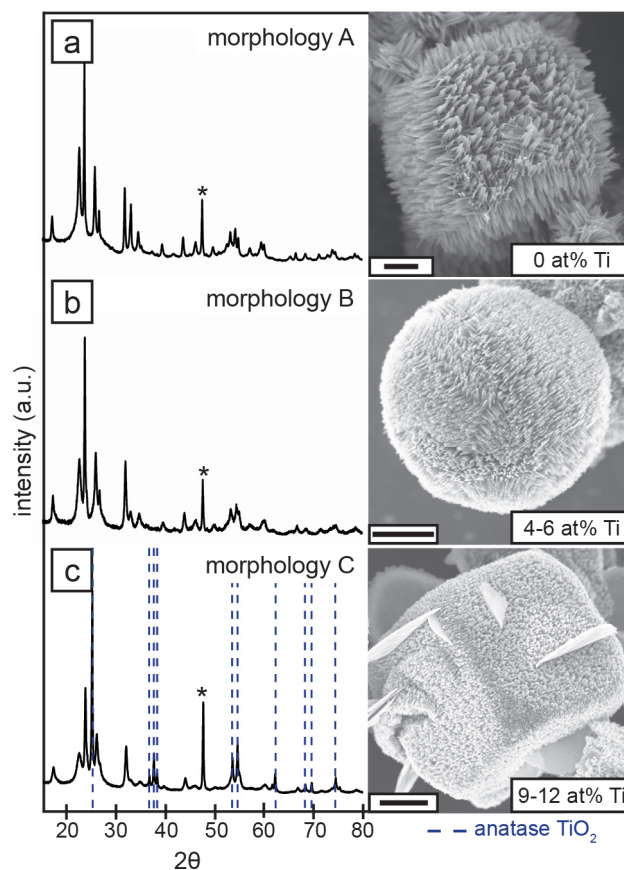 a
morphology A
*
0 at% Ti
b
morphology B
*
4-6 at% Ti
c
morphology C
*
9-12 at% Ti
intensity (a.u.)
20 30 40 50 60 70 80
2θ
anatase TiO₂